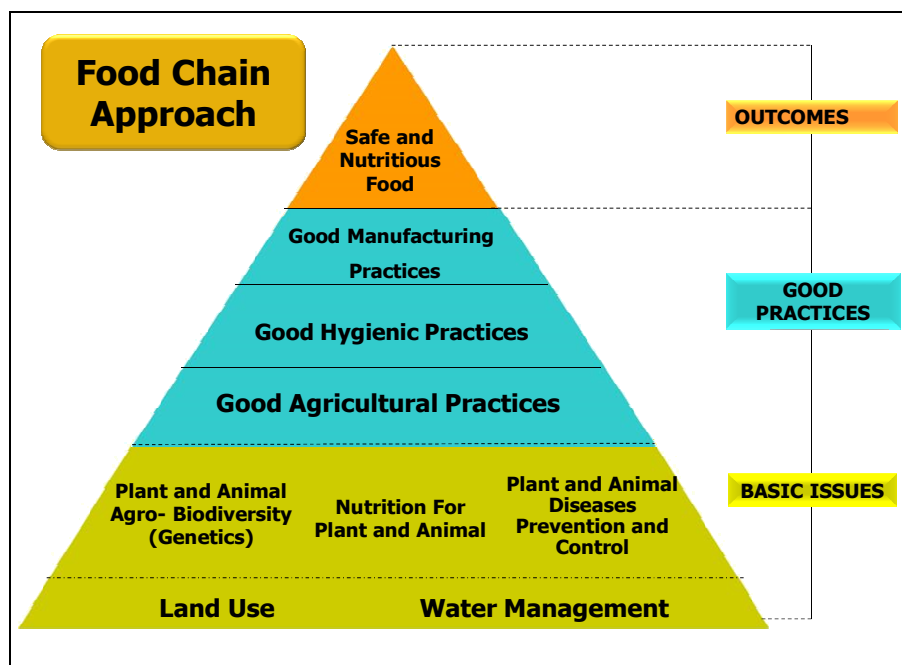 Food Chain
Approach
OUTCOMES
Safe and
Nutritious
Food
Good Manufacturing
Practices
GOOD
PRACTICES
Good Hygienic Practices
Good Agricultural Practices
BASIC ISSUES
Plant and Animal
Agro- Biodiversity
(Genetics)
Nutrition For
Plant and Animal
Plant and Animal
Diseases
Prevention and
Control
Land Use
Water Management